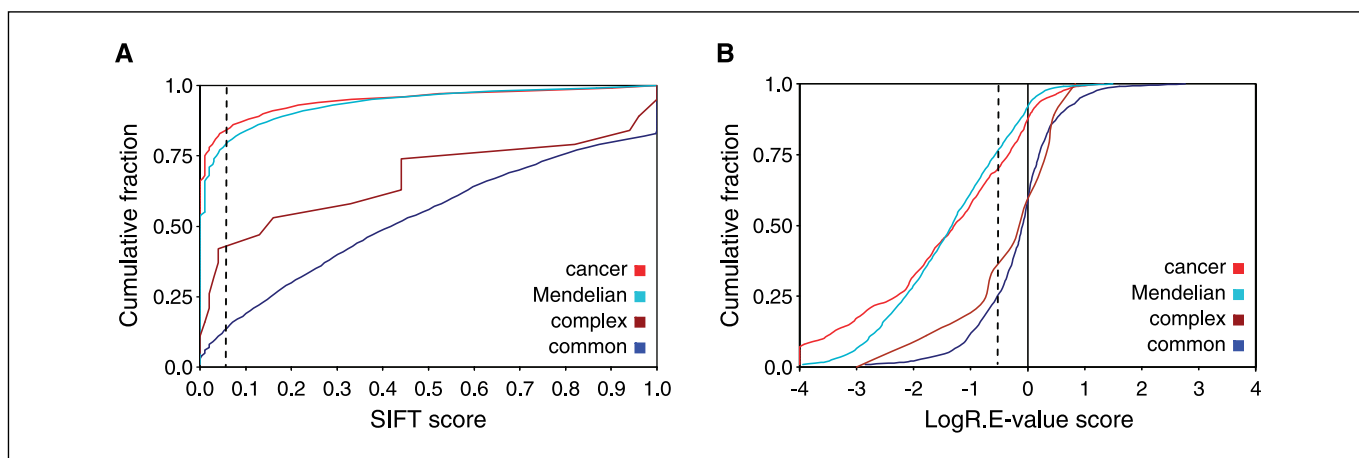 A
Cumulative fraction
1.0
0.75
0.50
0.25
0.0
cancer
Mendelian
complex
common
0.0 0.1 0.2 0.3 0.4 0.5 0.6 0.7 0.8 0.9 1.0
SIFT score
B
Cumulative fraction
1.0
0.75
0.50
0.25
0.0
cancer
Mendelian
complex
common
-4 -3 -2 -1 0 1 2 3 4
LogR.E-value score